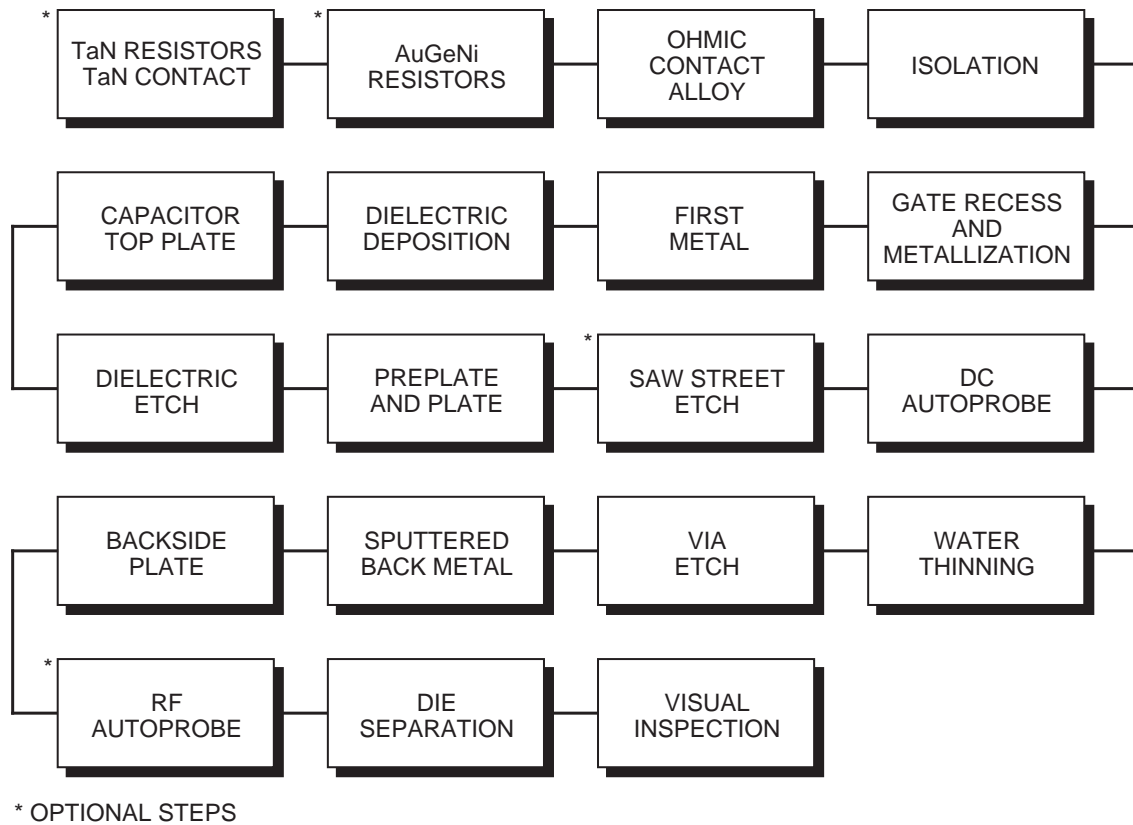 *
TaN RESISTORS
TaN CONTACT
*
AuGeNi
RESISTORS
OHMIC
CONTACT
ALLOY
ISOLATION
CAPACITOR
TOP PLATE
DIELECTRIC
DEPOSITION
FIRST
METAL
GATE RECESS
AND
METALLIZATION
DIELECTRIC
ETCH
PREPLATE
AND PLATE
*
SAW STREET
ETCH
DC
AUTOPROBE
BACKSIDE
PLATE
SPUTTERED
BACK METAL
VIA
ETCH
WATER
THINNING
*
RF
AUTOPROBE
DIE
SEPARATION
VISUAL
INSPECTION
* OPTIONAL STEPS